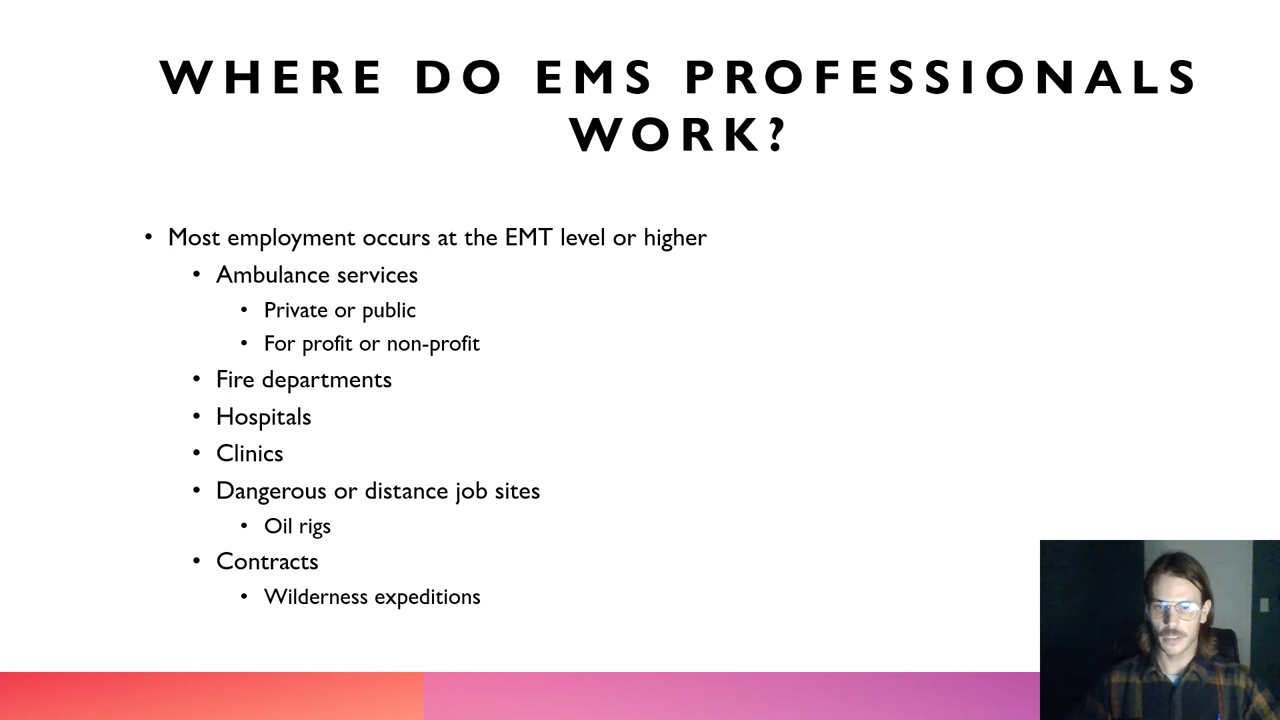 WHERE DO EMS PROFESSIONALS
WORK?
• Most employment occurs at the EMT level or higher
• Ambulance services
• Private or public
• For profit or non-profit
• Fire departments
• Hospitals
• Clinics
• Dangerous or distance job sites
• Oil rigs
• Contracts
• Wilderness expeditions